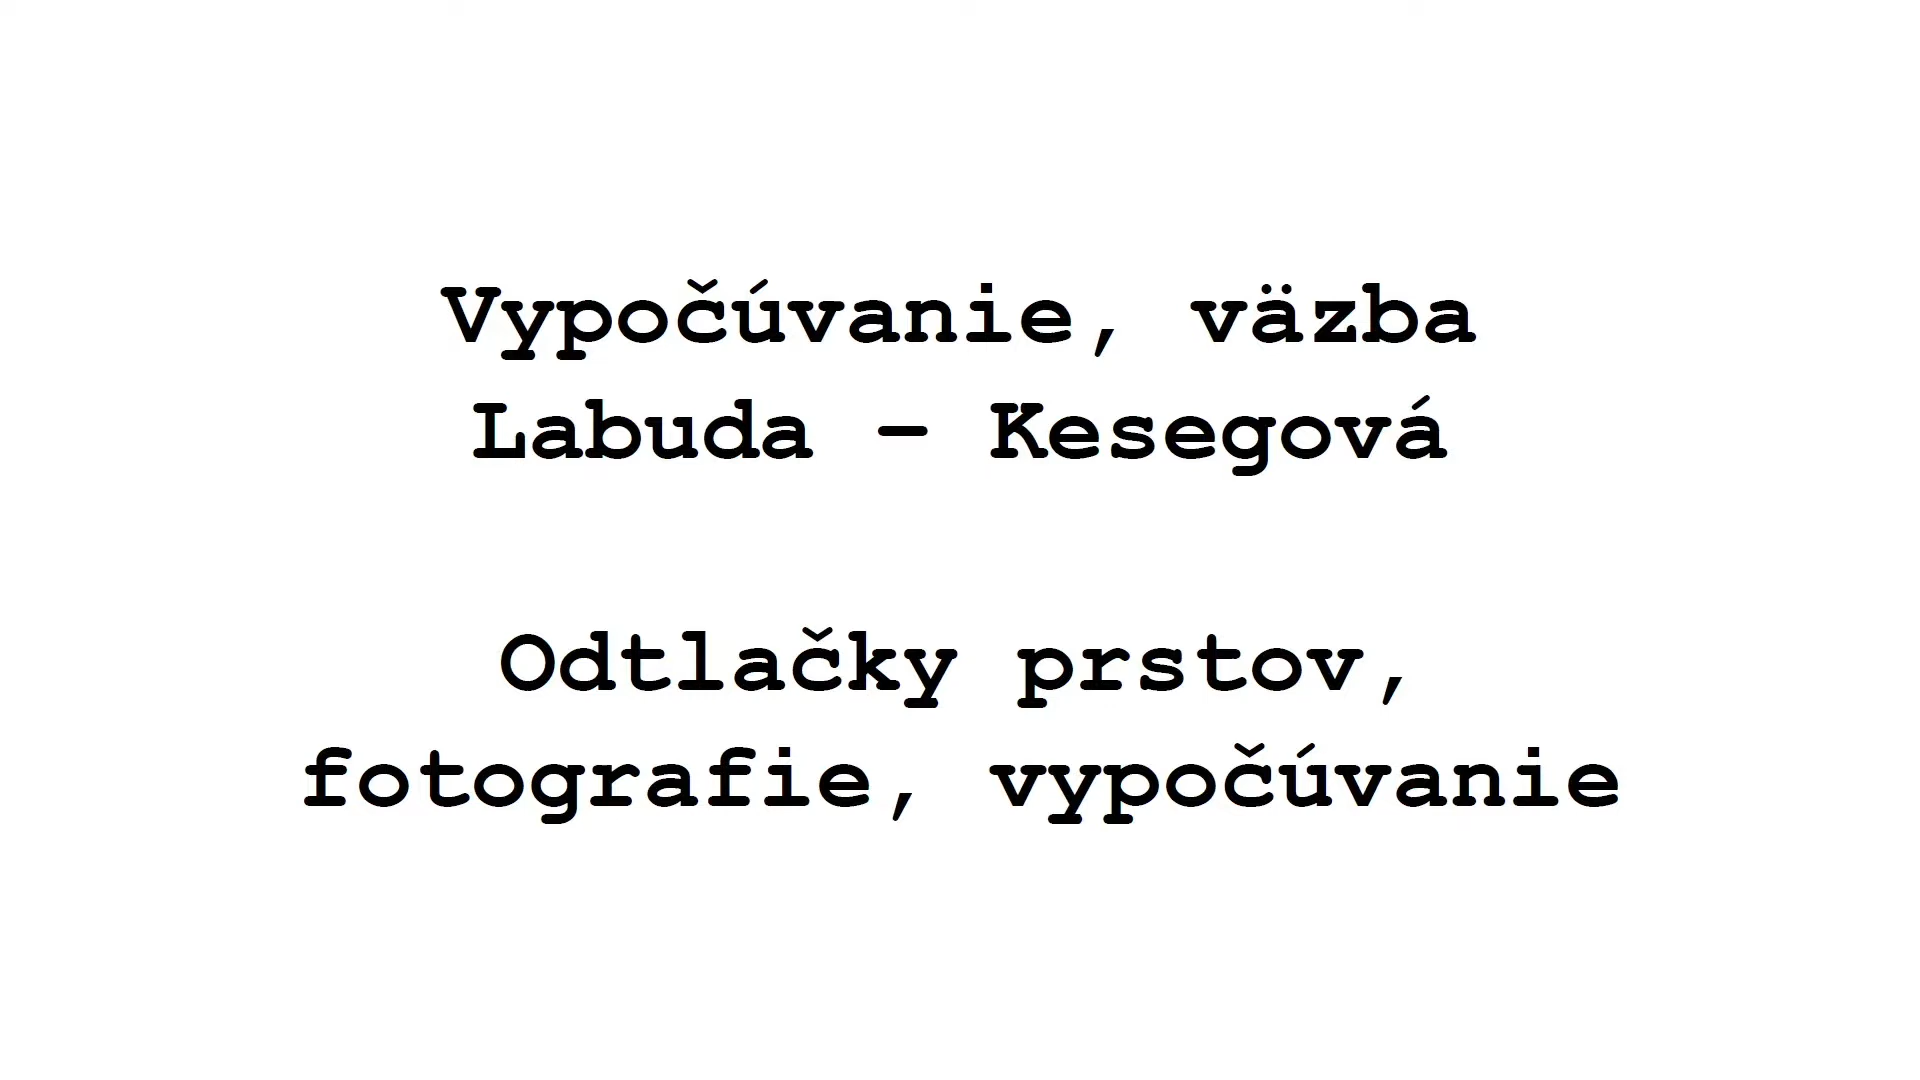 Vypočúvanie, väzba
Labuda – Kesegová
Odtlačky prstov,
fotografie, vypočúvanie